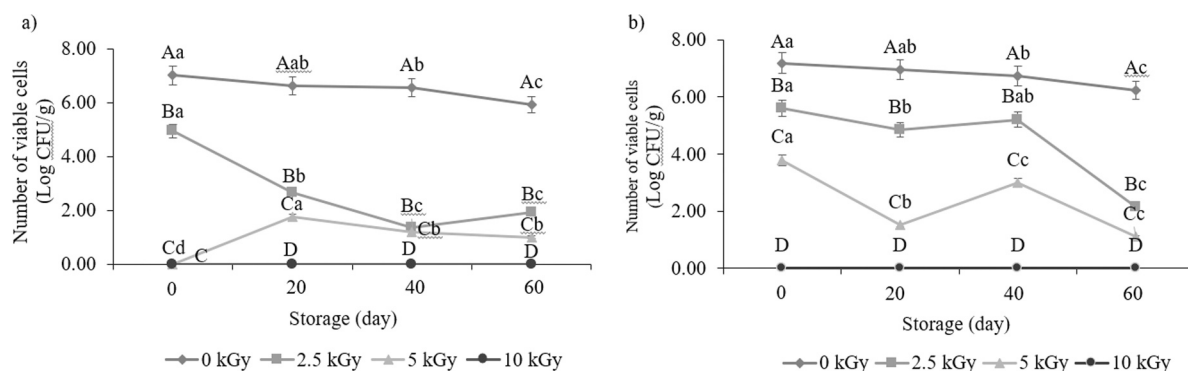 a)
Number of viable cells
(Log CFU/g)
8.00
6.00
4.00
2.00
0.00
Aa
Aab
Ab
Ac
Ba
Bb
Bc
Bc
Ca
Cb
Cb
Cd
C
D
D
D
0
20
40
60
Storage (day)
0 kGy
2.5 kGy
5 kGy
10 kGy
b)
Number of viable cells
(Log CFU/g)
8.00
6.00
4.00
2.00
0.00
Aa
Aab
Ab
Ac
Ba
Bb
Bab
Bc
Ca
Cb
Cc
Cc
D
D
D
D
0
20
40
60
Storage (day)
0 kGy
2.5 kGy
5 kGy
10 kGy